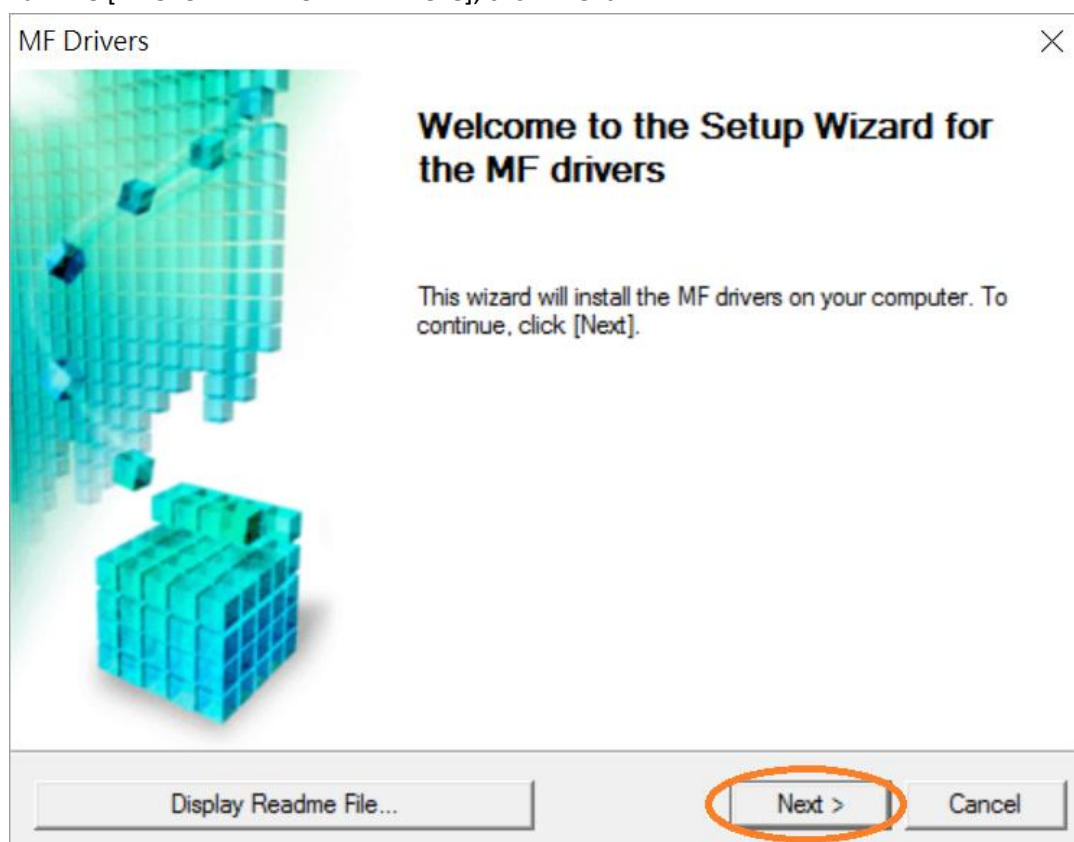 MF Drivers
Welcome to the Setup Wizard for
the MF drivers
This wizard will install the MF drivers on your computer. To
continue, click [Next].
Display Readme File...
Next >
Cancel